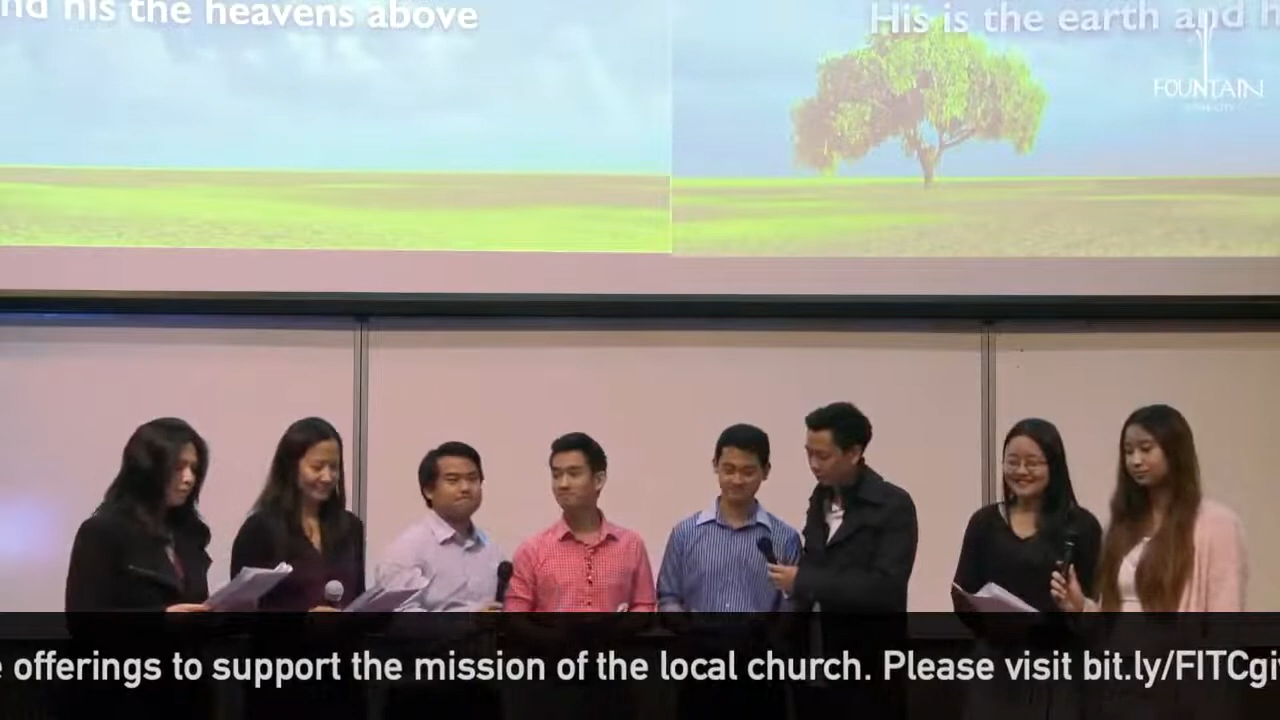 nd his the heavens above
His is the earth and h
FOUNTAIN
e offerings to support the mission of the local church. Please visit bit.ly/FITCgi